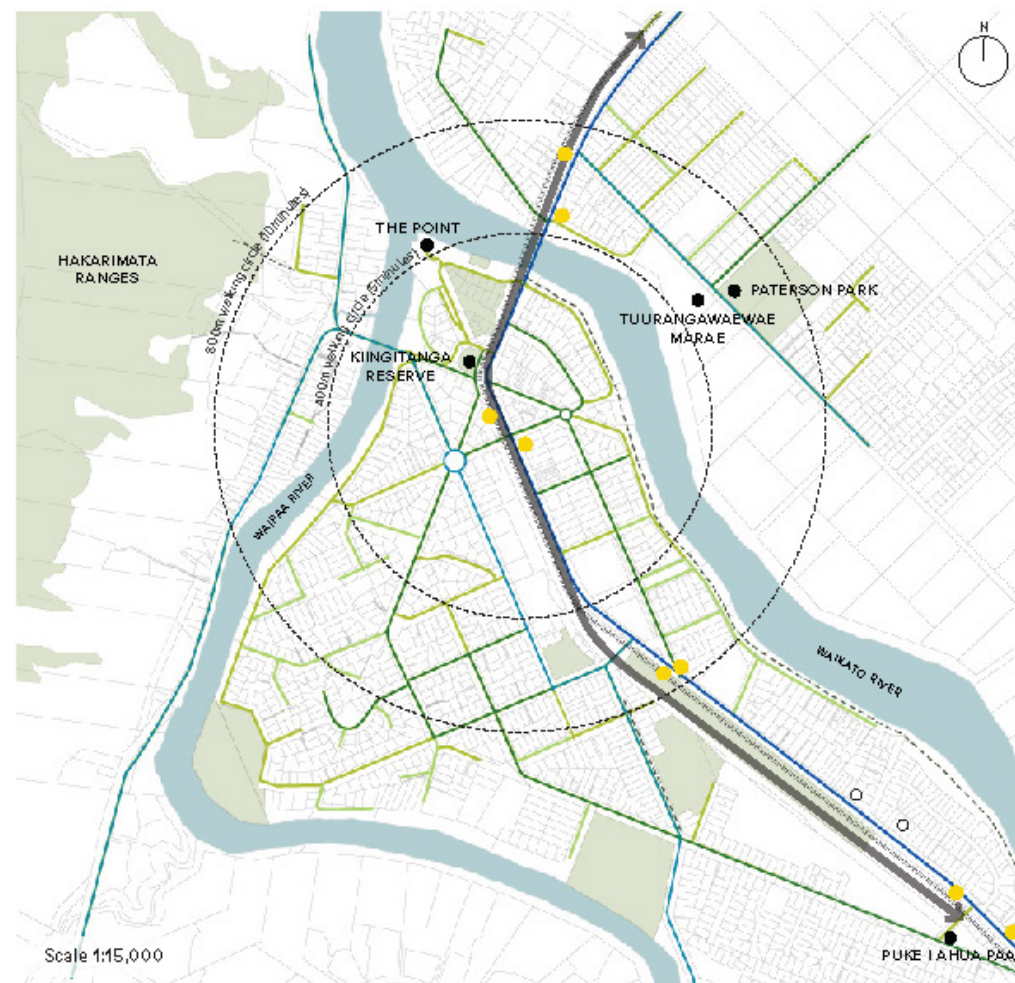 N
THE POINT
HAKARIMATA
RANGES
800m walking circle (10minutes)
400m walking circle (5minutes)
PATERSON PARK
TUURANGAWAEWAE
MARAE
KIINGITANGA
RESERVE
WAIPAA RIVER
WAIKATO RIVER
Scale 1:15,000
PUKE I AHUA PAA